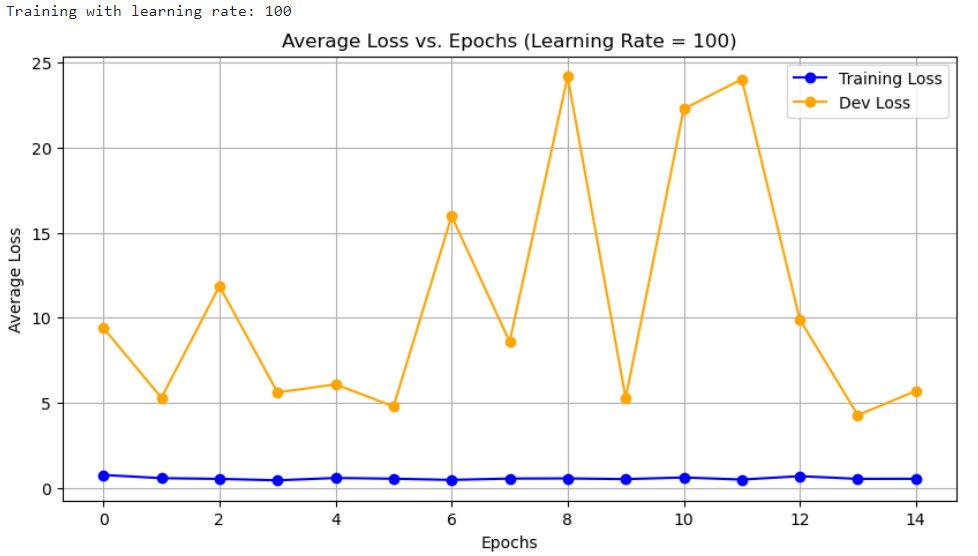 Training with learning rate: 100
Average Loss vs. Epochs (Learning Rate = 100)
25
20
15
10
5
0
Average Loss
Training Loss
Dev Loss
0 2 4 6 8 10 12 14
Epochs